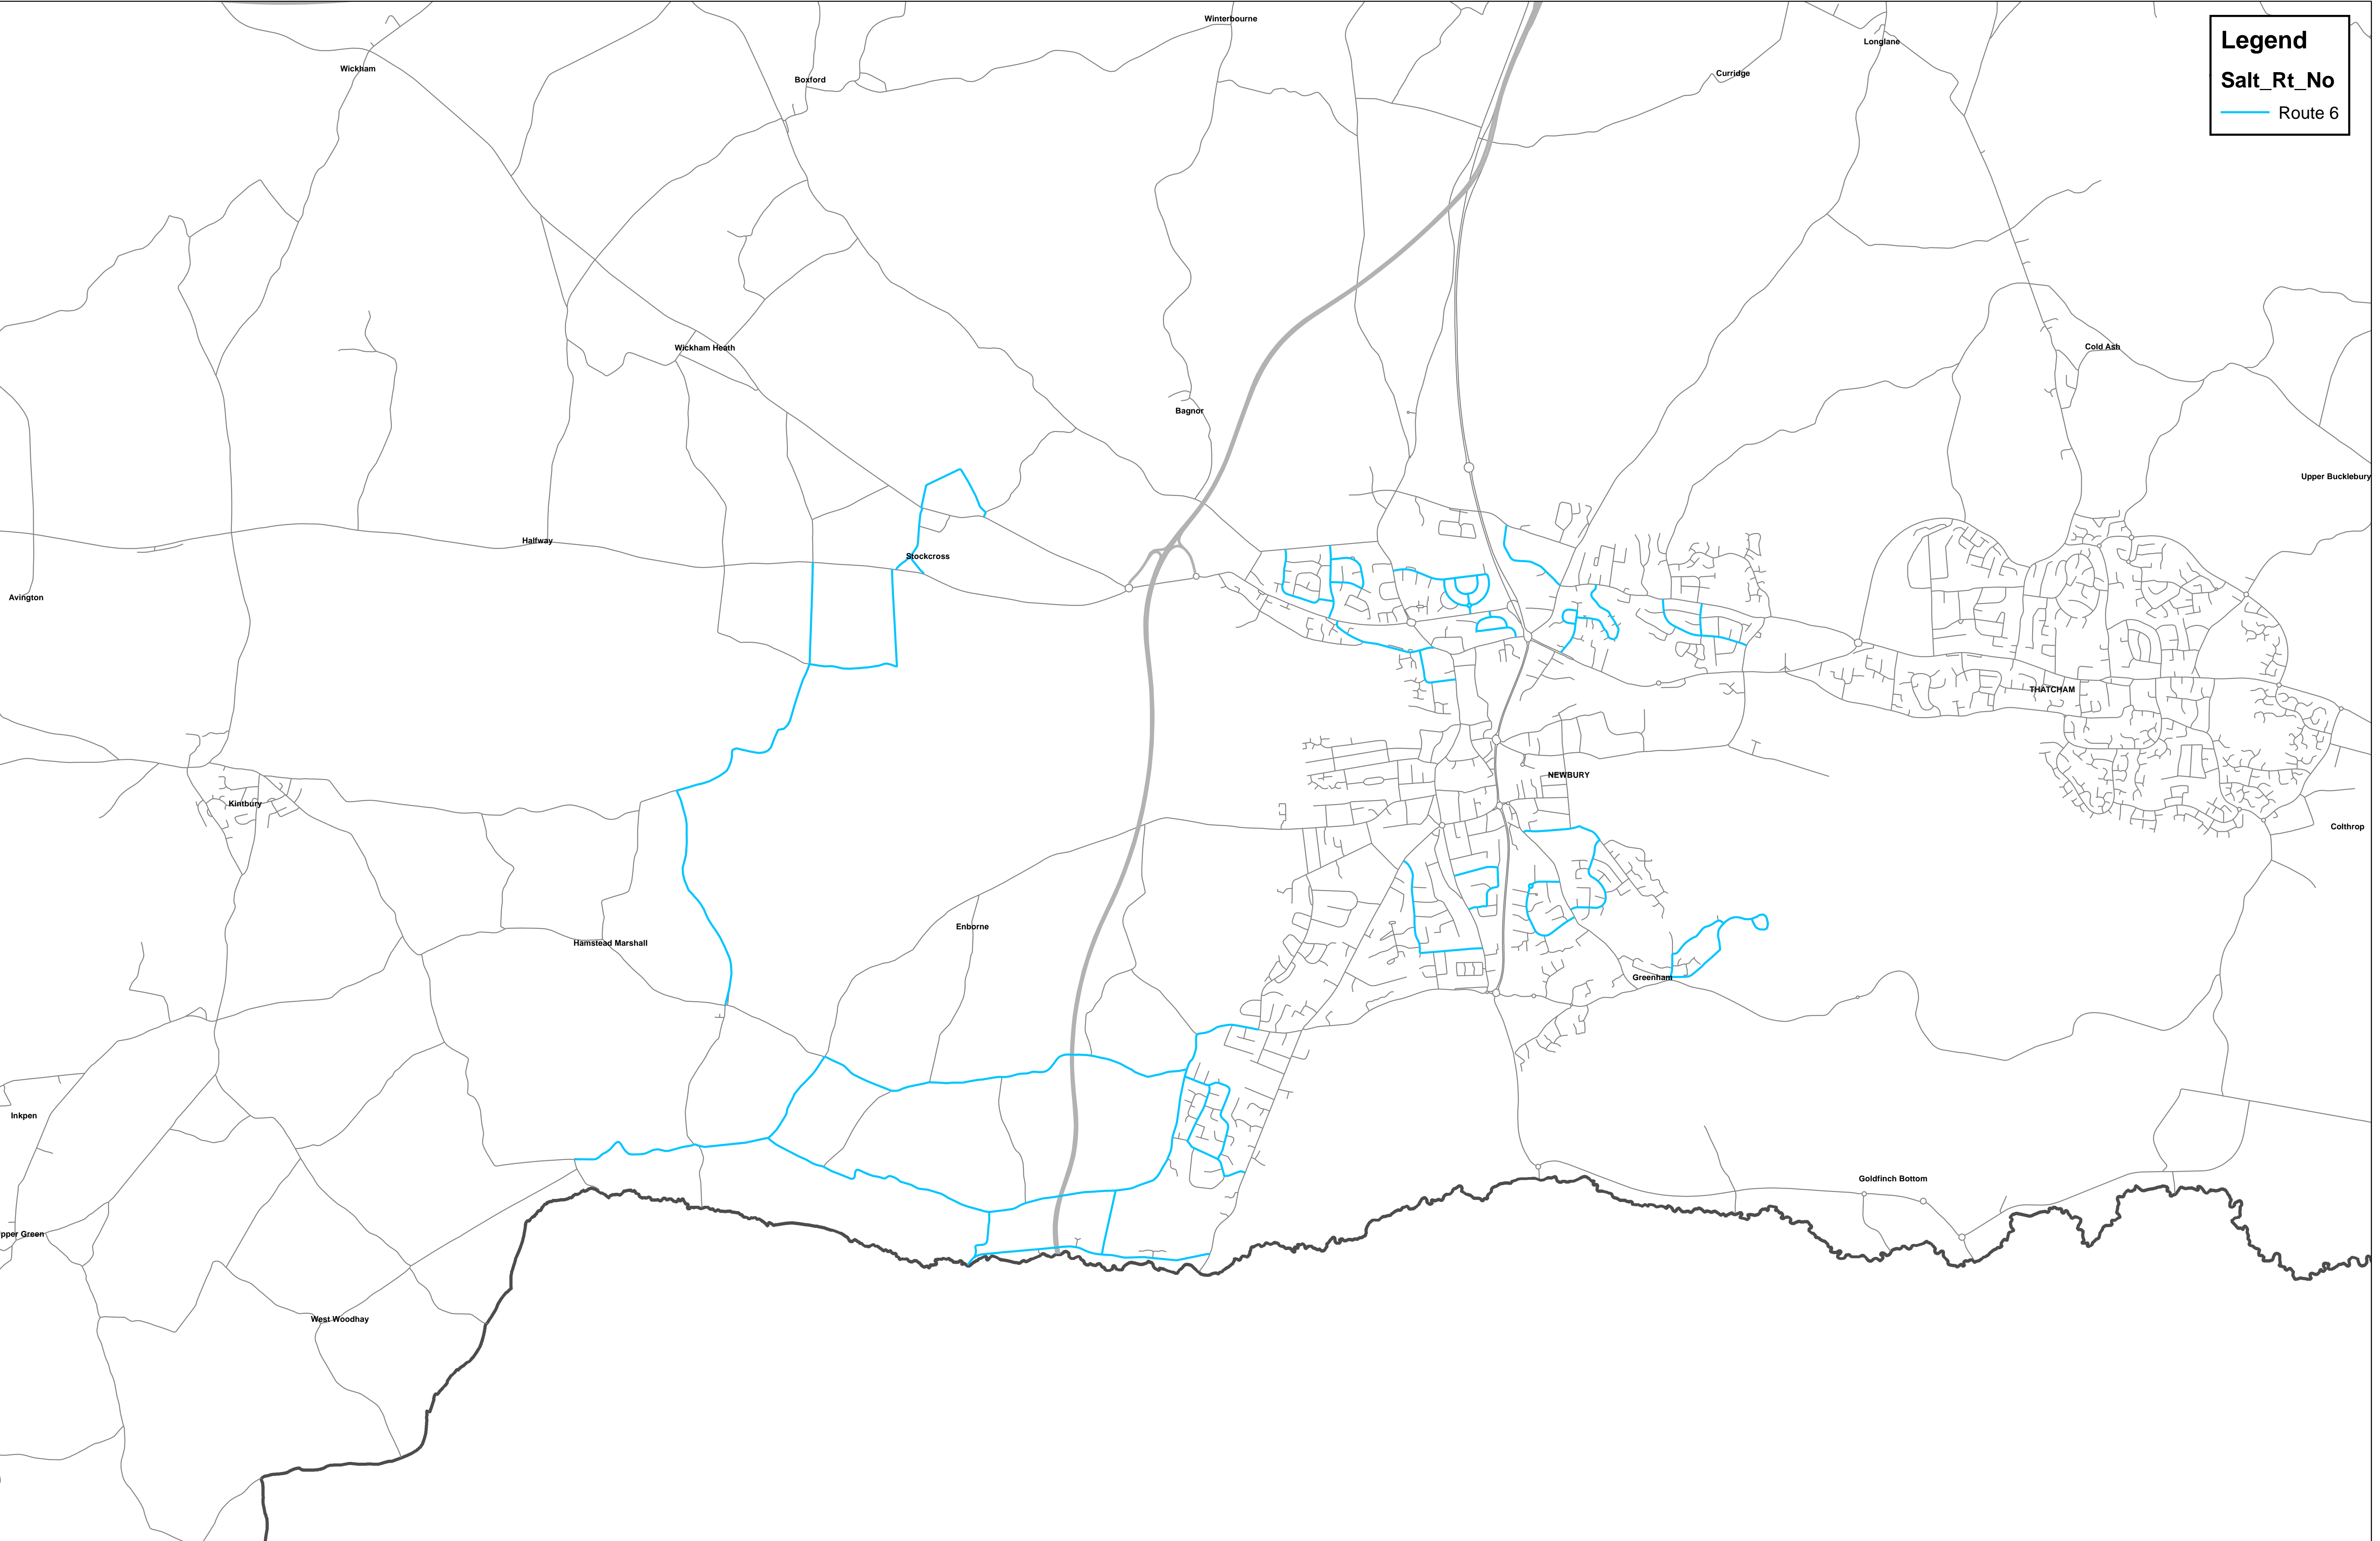 Winterbourne
Legend
Longlane
Wickham
Curridge
Boxford
Salt_Rt_No
Route 6
Wickham Heath
Cold Ash
Bagnor
Upper Bucklebury
Halfway
Stockcross
Avington
THATCHAM
NEWBURY
Kintbury
Colthrop
Enborne
Hamstead Marshall
Greenham
Inkpen
Goldfinch Bottom
pper Green
West Woodhay